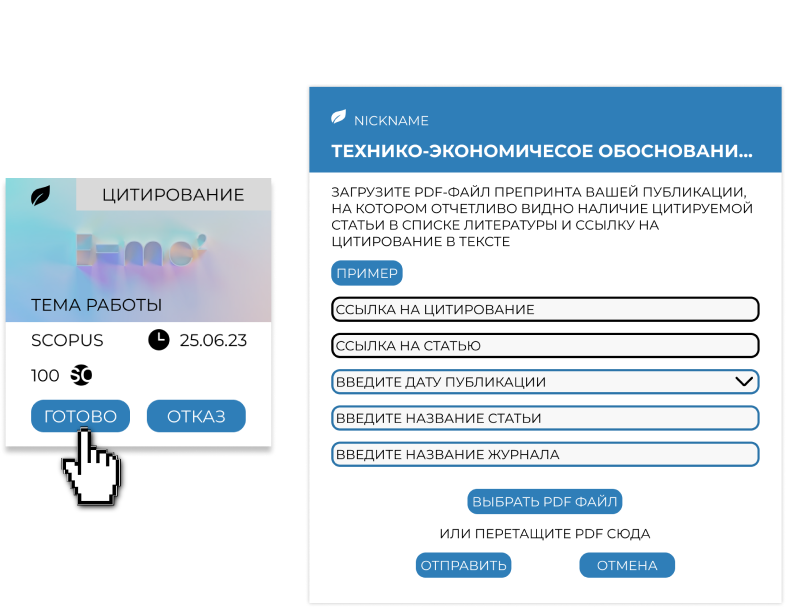 ЦИТИРОВАНИЕ
ТЕМА РАБОТЫ
SCOPUS
25.06.23
100 SC
ГОТОВО
ОТКАЗ
NICKNAME
ТЕХНИКО-ЭКОНОМИЧЕСОЕ ОБОСНОВАНИ...
ЗАГРУЗИТЕ PDF-ФАЙЛ ПРЕПРИНТА ВАШЕЙ ПУБЛИКАЦИИ,
НА КОТОРОМ ОТЧЕТЛИВО ВИДНО НАЛИЧИЕ ЦИТИРУЕМОЙ
СТАТЬИ В СПИСКЕ ЛИТЕРАТУРЫ И ССЫЛКУ НА
ЦИТИРОВАНИЕ В ТЕКСТЕ
ПРИМЕР
ССЫЛКА НА ЦИТИРОВАНИЕ
ССЫЛКА НА СТАТЬЮ
ВВЕДИТЕ ДАТУ ПУБЛИКАЦИИ
ВВЕДИТЕ НАЗВАНИЕ СТАТЬИ
ВВЕДИТЕ НАЗВАНИЕ ЖУРНАЛА
ВЫБРАТЬ PDF ФАЙЛ
ИЛИ ПЕРЕТАЩИТЕ PDF СЮДА
ОТПРАВИТЬ
ОТМЕНА